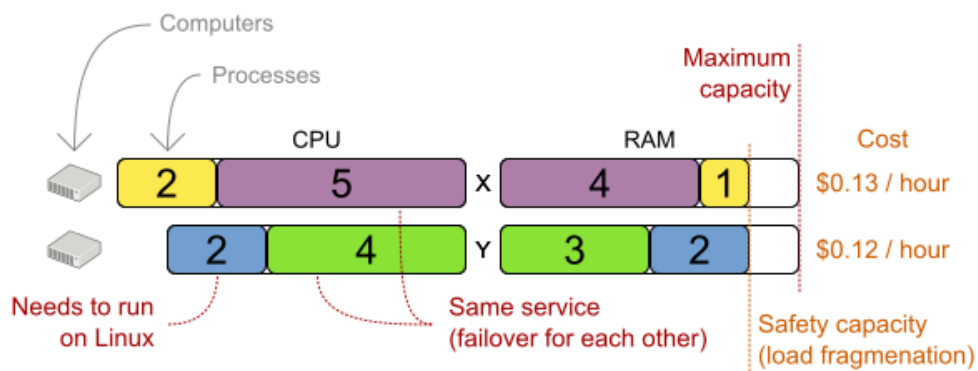 Computers
Processes
Maximum
capacity
CPU
RAM
Cost
2
5
X
4
1
$0.13 / hour
2
4
Y
3
2
$0.12 / hour
Needs to run
on Linux
Same service
(failover for each other)
Safety capacity
(load fragmenation)